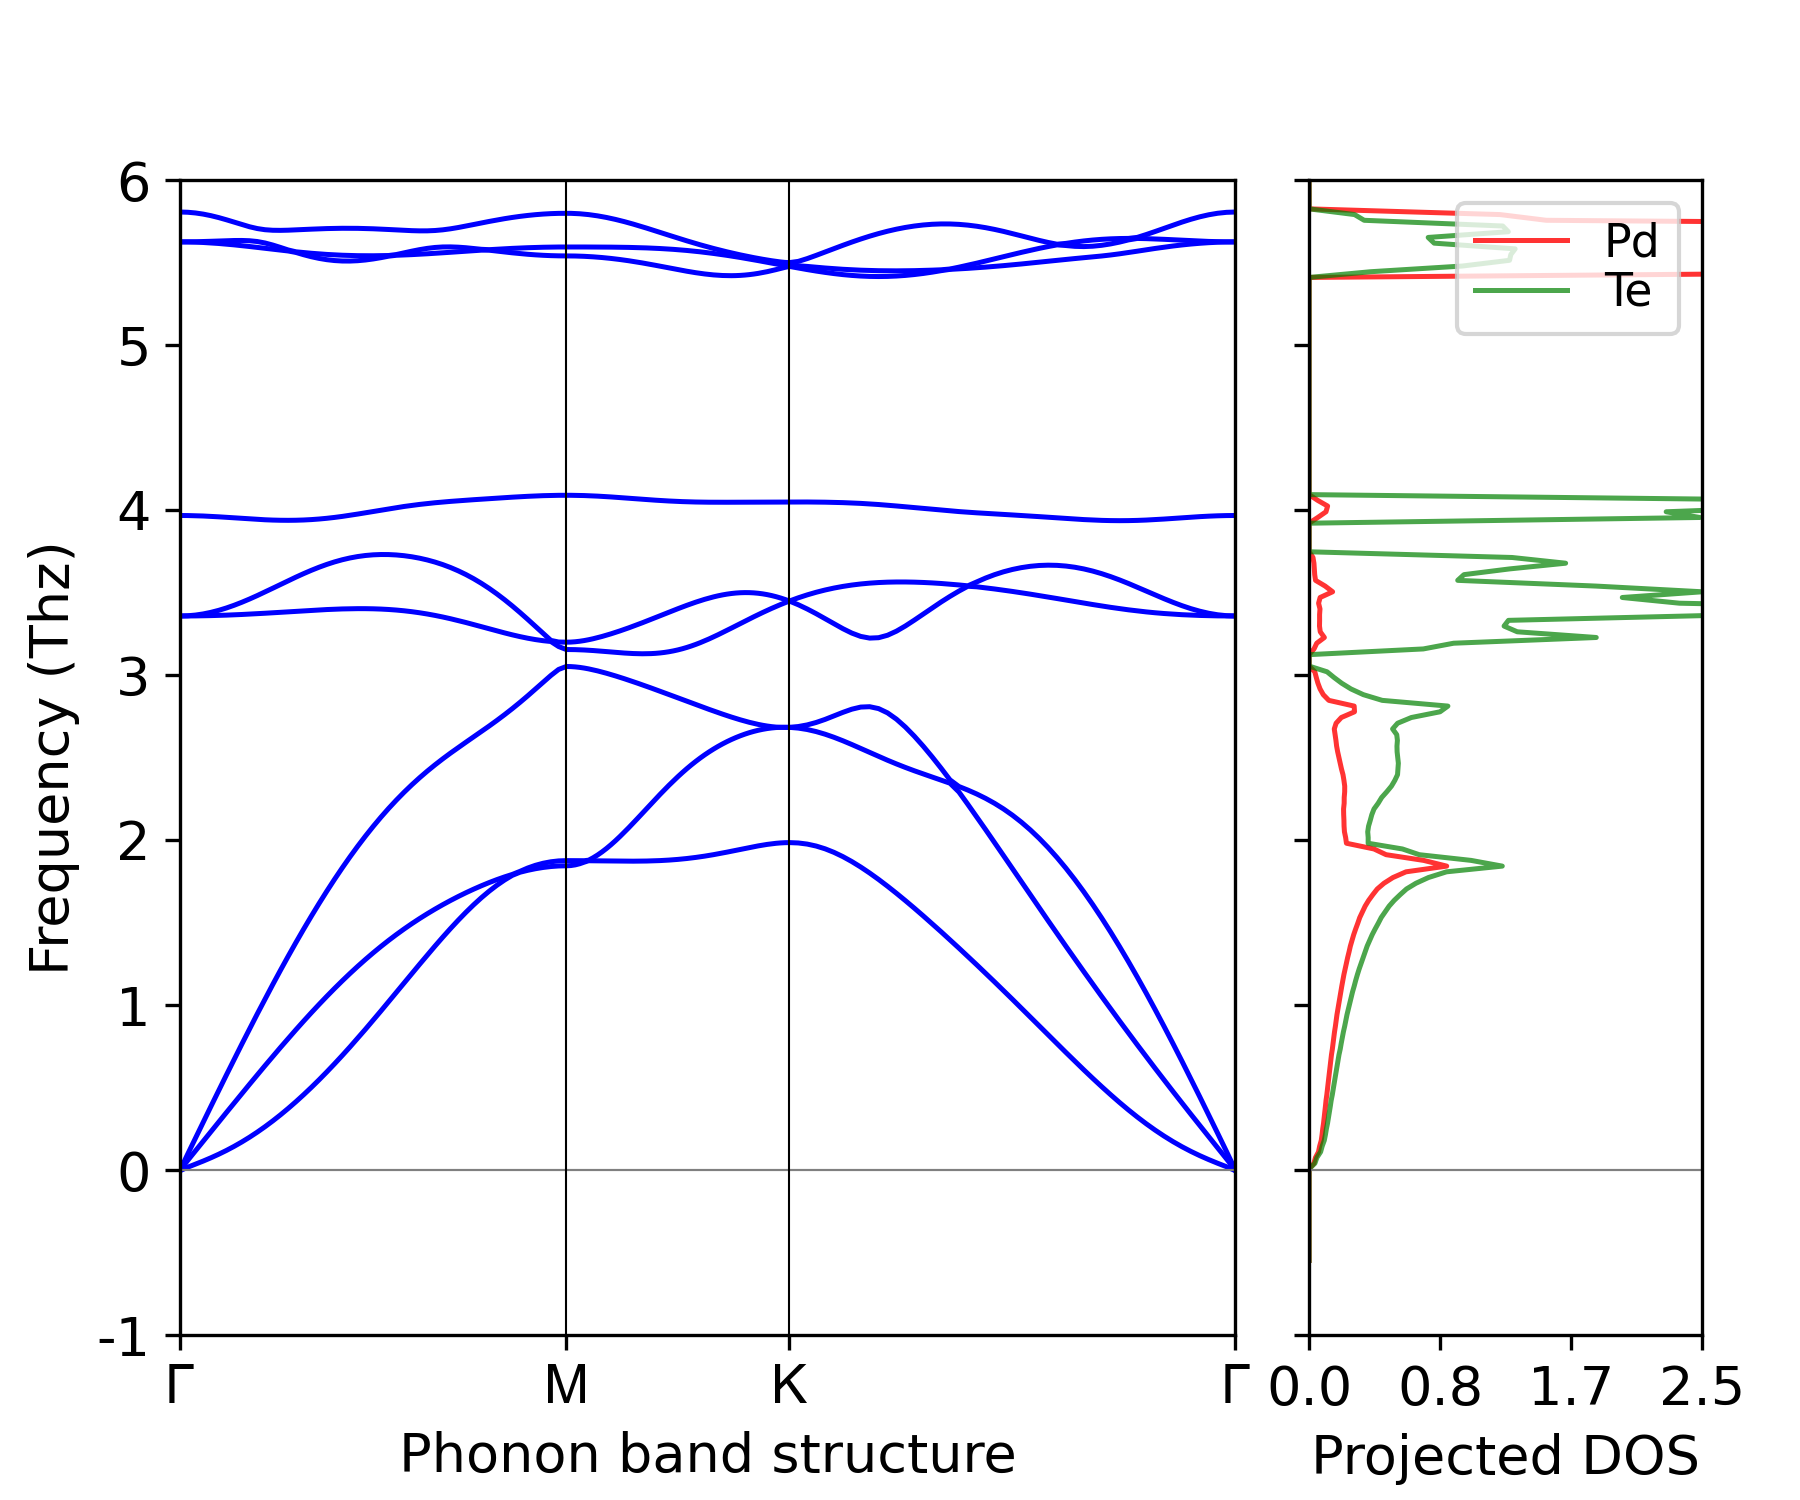 6
5
4
3
2
1
0
-1
Frequency (Thz)
Γ M K Γ
Phonon band structure
Pd
Te
0.0 0.8 1.7 2.5
Projected DOS